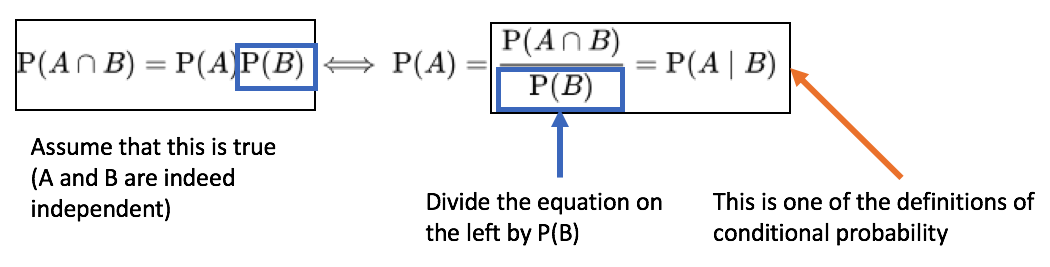 P(A ∩ B) = P(A)P(B) ⟺ P(A) = P(A ∩ B) / P(B) = P(A | B)
Assume that this is true
(A and B are indeed
independent)
Divide the equation on
the left by P(B)
This is one of the definitions of
conditional probability